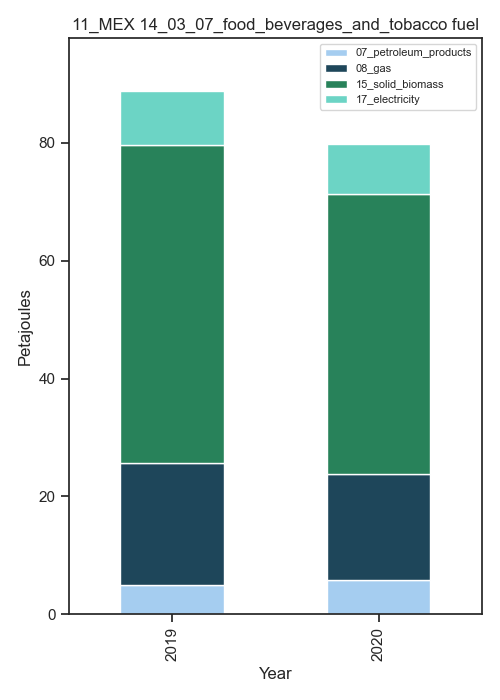 11_MEX 14_03_07_food_beverages_and_tobacco fuel
07_petroleum_products
08_gas
15_solid_biomass
17_electricity
80
60
40
20
0
Petajoules
2019
2020
Year